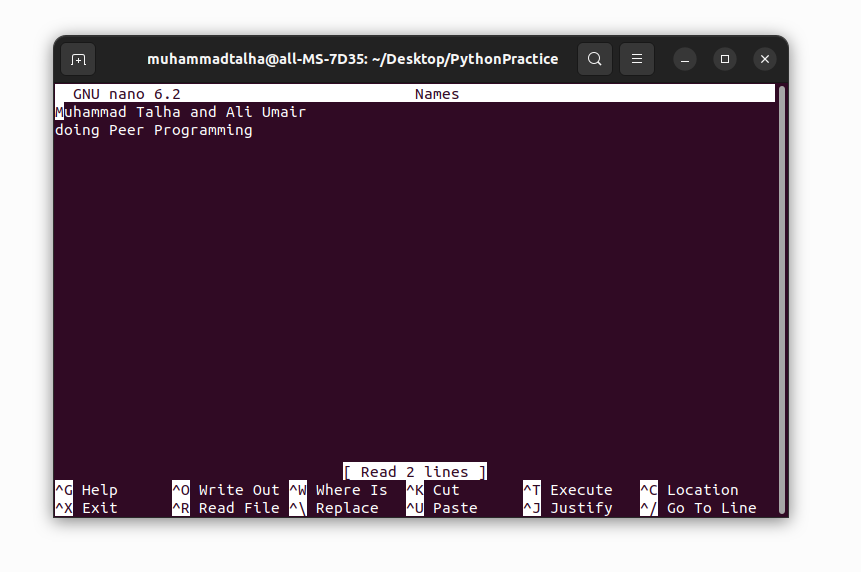 muhammadtalha@all-MS-7D35: ~/Desktop/PythonPractice
GNU nano 6.2 Names
Muhammad Talha and Ali Umair
doing Peer Programming
[ Read 2 lines ]
^G Help ^O Write Out ^W Where Is ^K Cut ^T Execute ^C Location
^X Exit ^R Read File ^\ Replace ^U Paste ^J Justify ^/ Go To Line